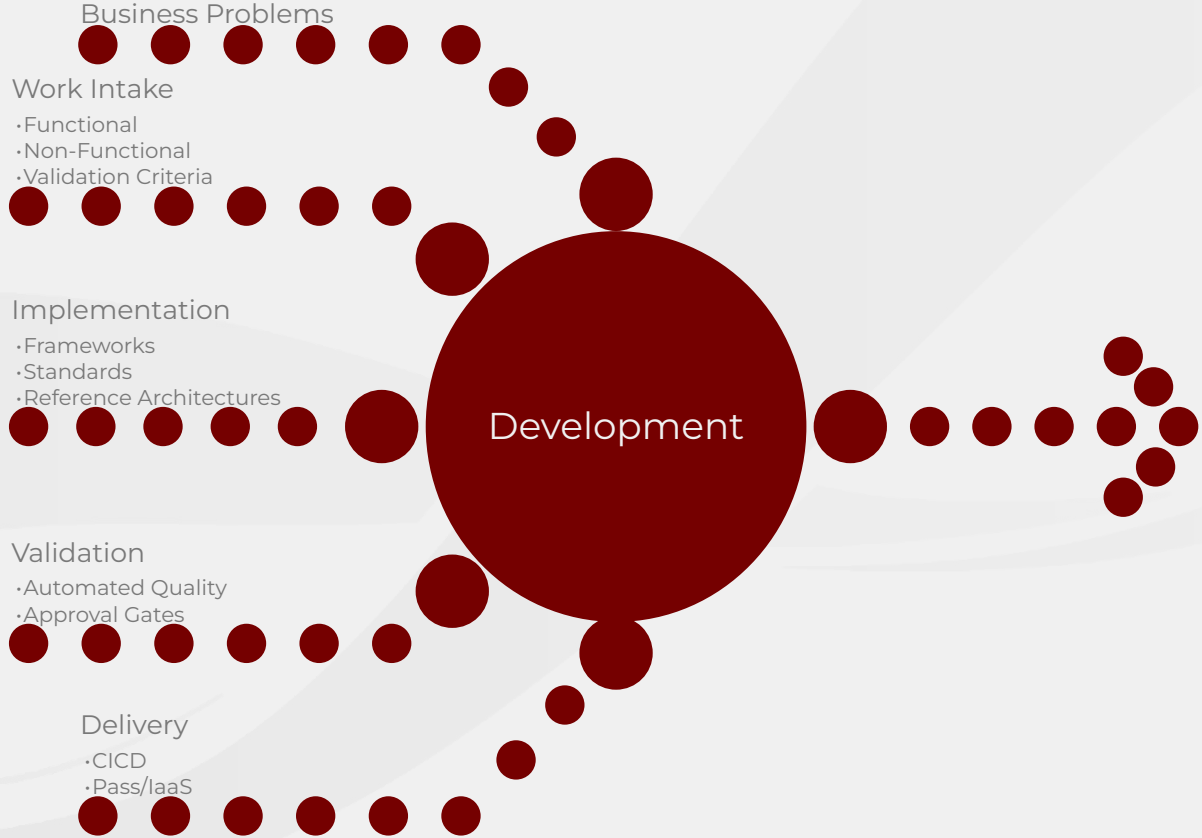 Business Problems
Work Intake
•Functional
•Non-Functional
•Validation Criteria
Implementation
•Frameworks
•Standards
•Reference Architectures
Development
Validation
•Automated Quality
•Approval Gates
Delivery
•CICD
•Pass/IaaS